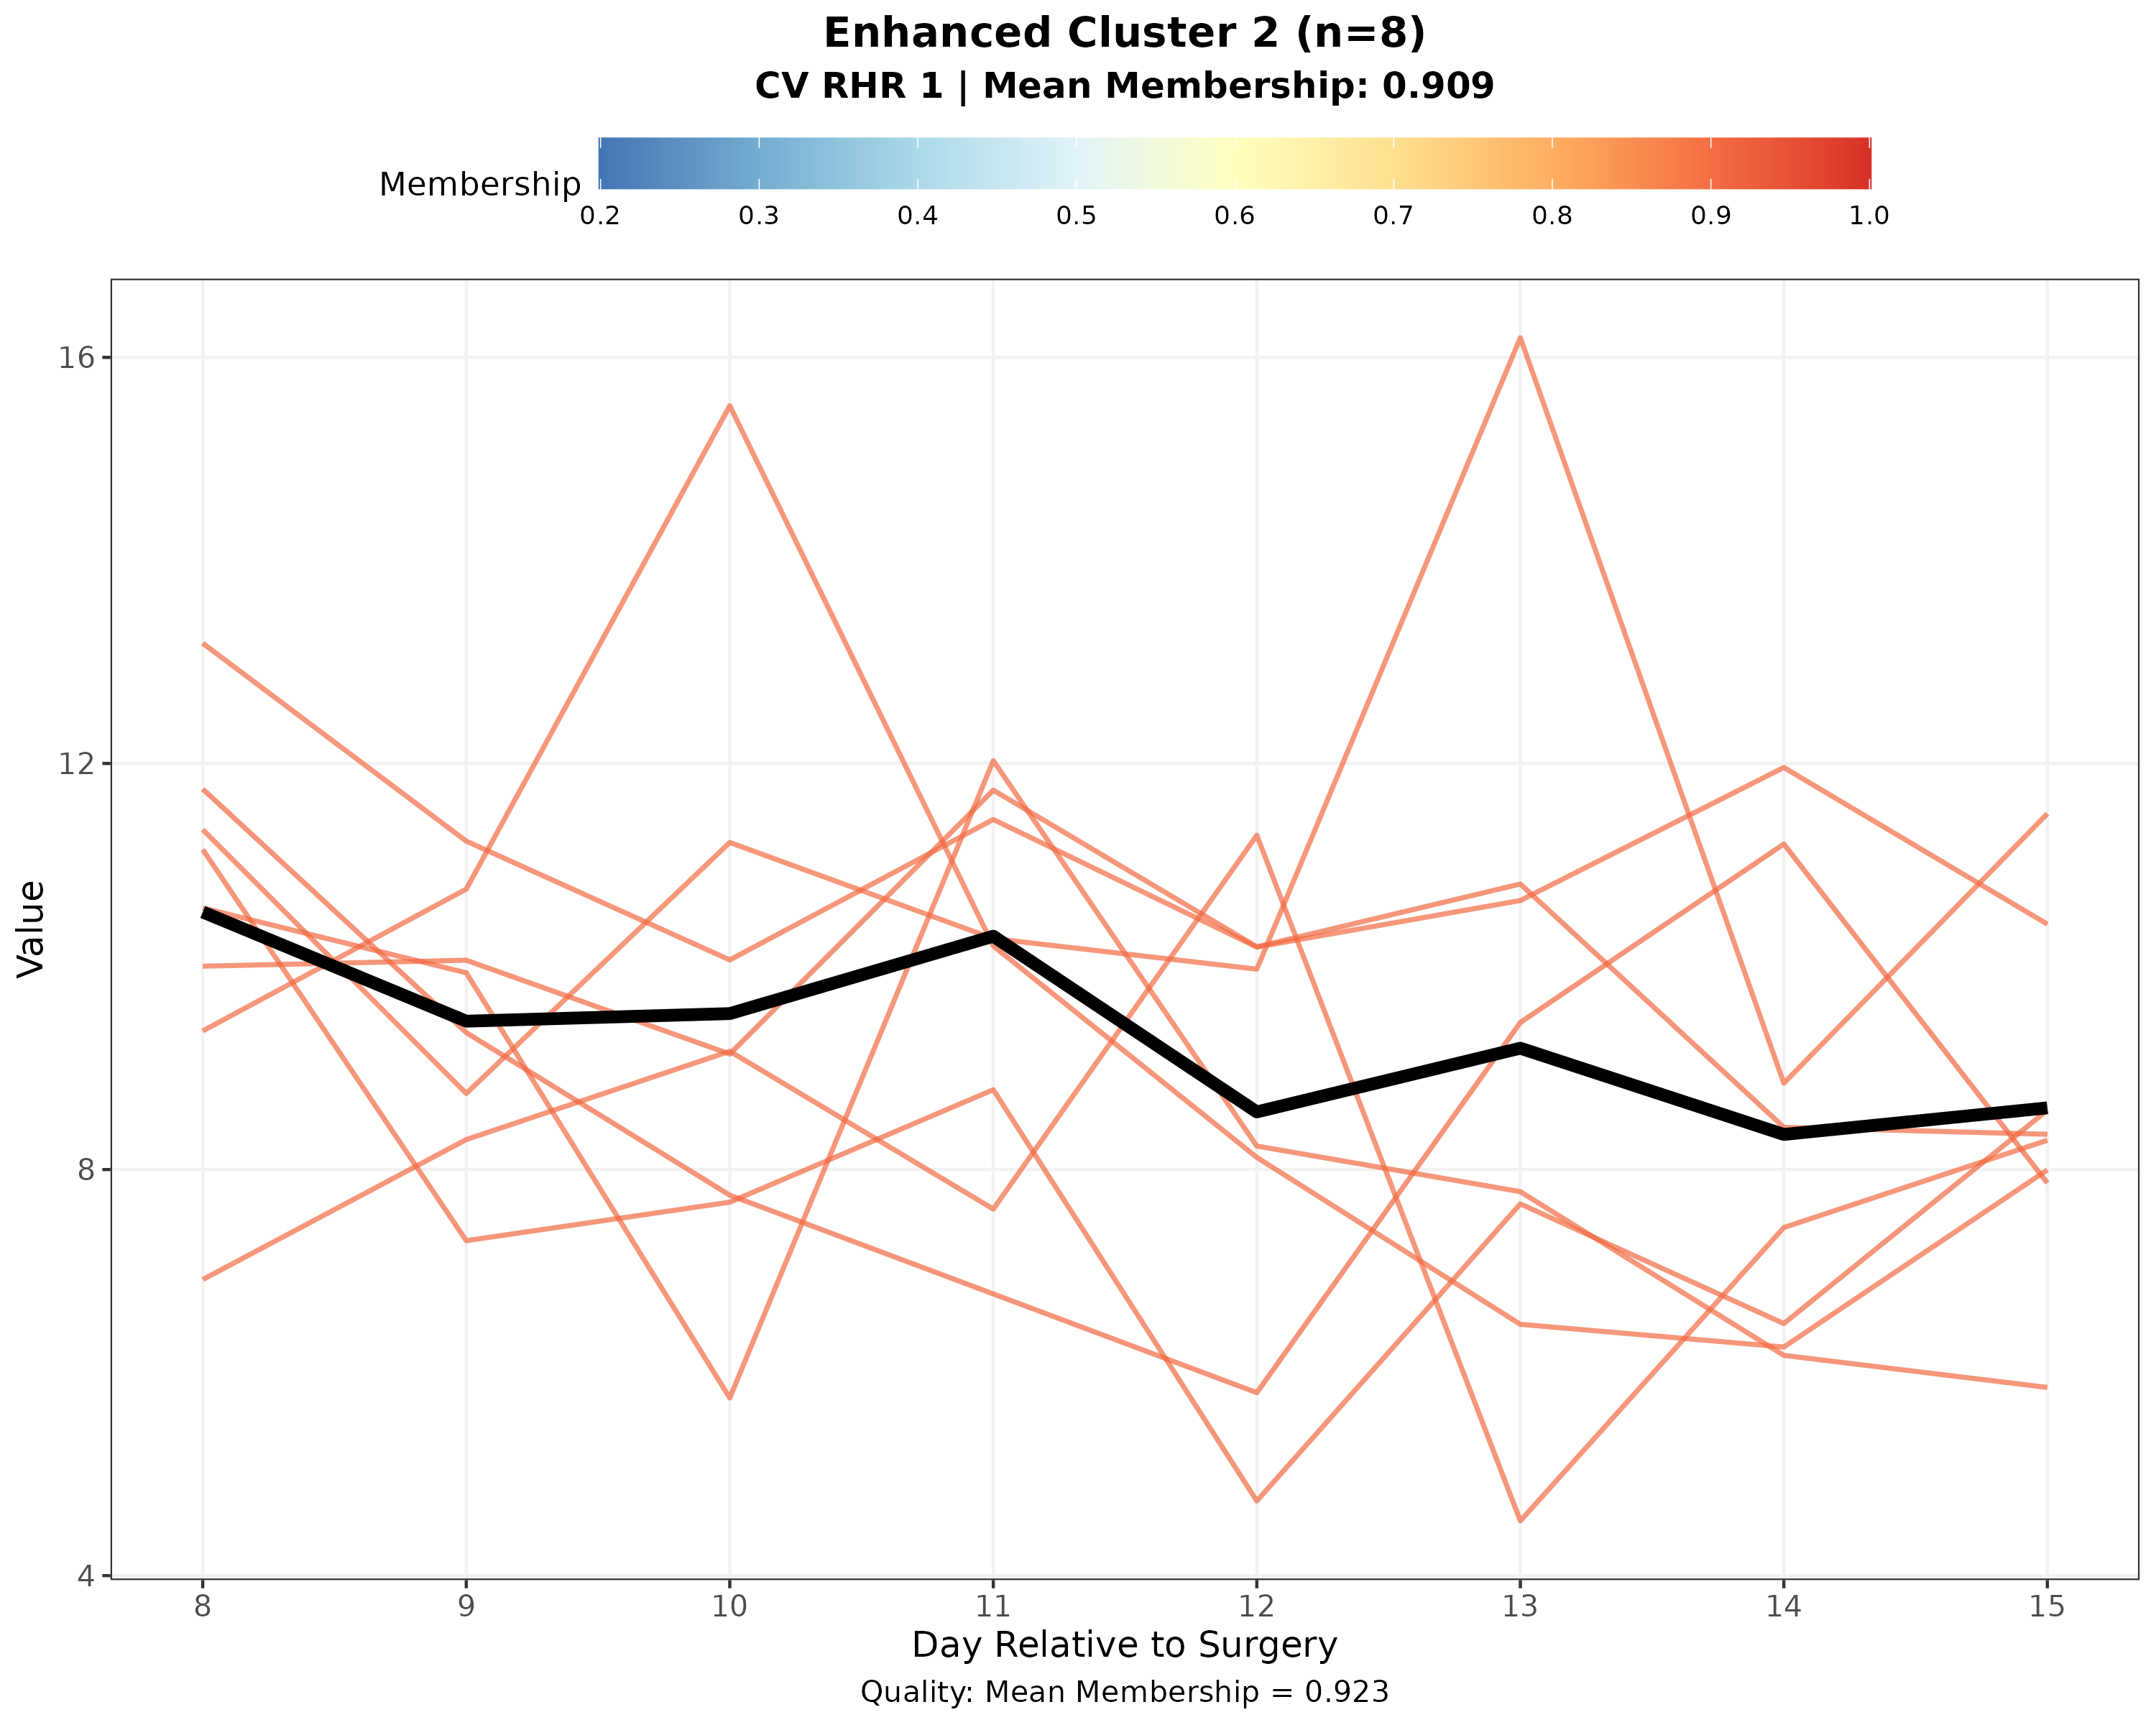 Enhanced Cluster 2 (n=8)
CV RHR 1 | Mean Membership: 0.909
Membership
0.2 0.3 0.4 0.5 0.6 0.7 0.8 0.9 1.0
Value
16
12
8
4
8 9 10 11 12 13 14 15
Day Relative to Surgery
Quality: Mean Membership = 0.923